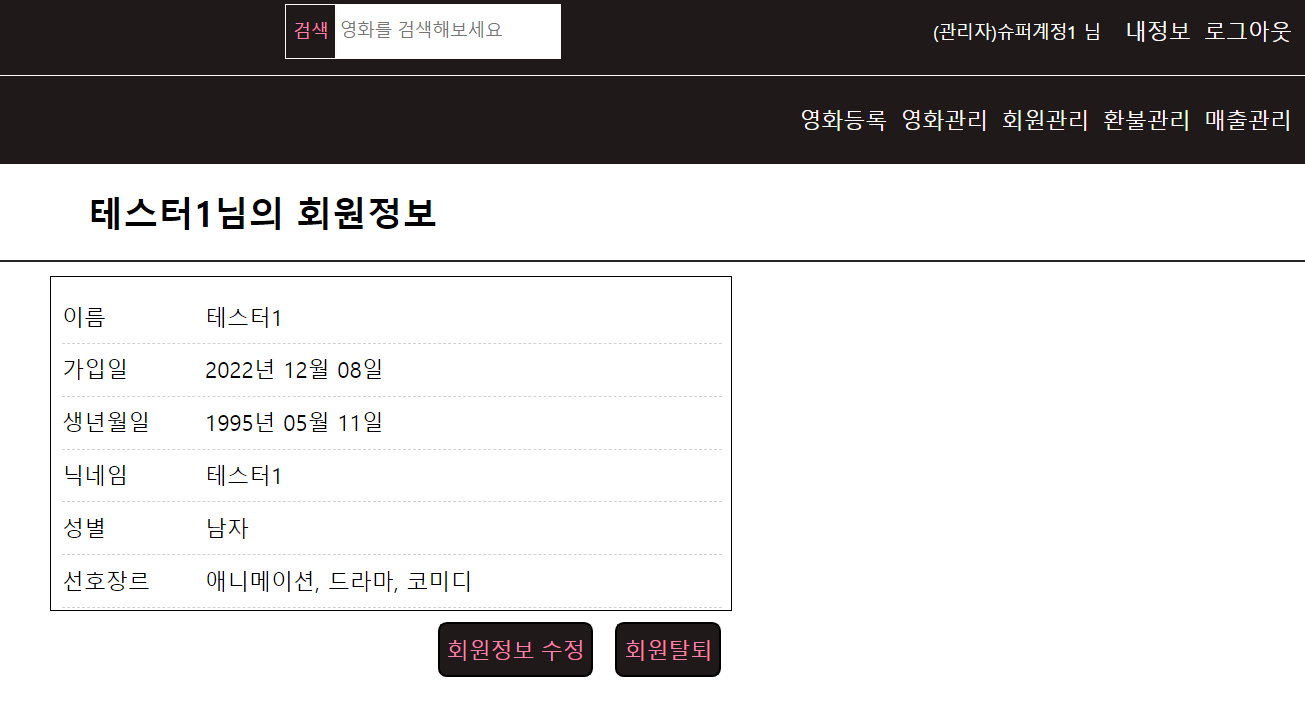 검색 영화를 검색해보세요 (관리자)슈퍼계정1 님 내정보 로그아웃
영화등록 영화관리 회원관리 환불관리 매출관리
테스터1님의 회원정보
이름 테스터1
가입일 2022년 12월 08일
생년월일 1995년 05월 11일
닉네임 테스터1
성별 남자
선호장르 애니메이션, 드라마, 코미디
회원정보 수정 회원탈퇴